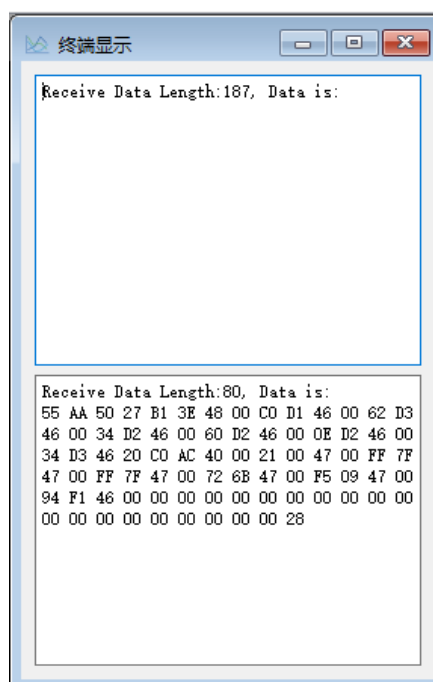 终端显示
Receive Data Length:187, Data is:
Receive Data Length:80, Data is:
55 AA 50 27 B1 3E 48 00 C0 D1 46 00 62 D3
46 00 34 D2 46 00 60 D2 46 00 0E D2 46 00
34 D3 46 20 C0 AC 40 00 21 00 47 00 FF 7F
47 00 FF 7F 47 00 72 6B 47 00 F5 09 47 00
94 F1 46 00 00 00 00 00 00 00 00 00 00 00
00 00 00 00 00 00 00 00 00 28